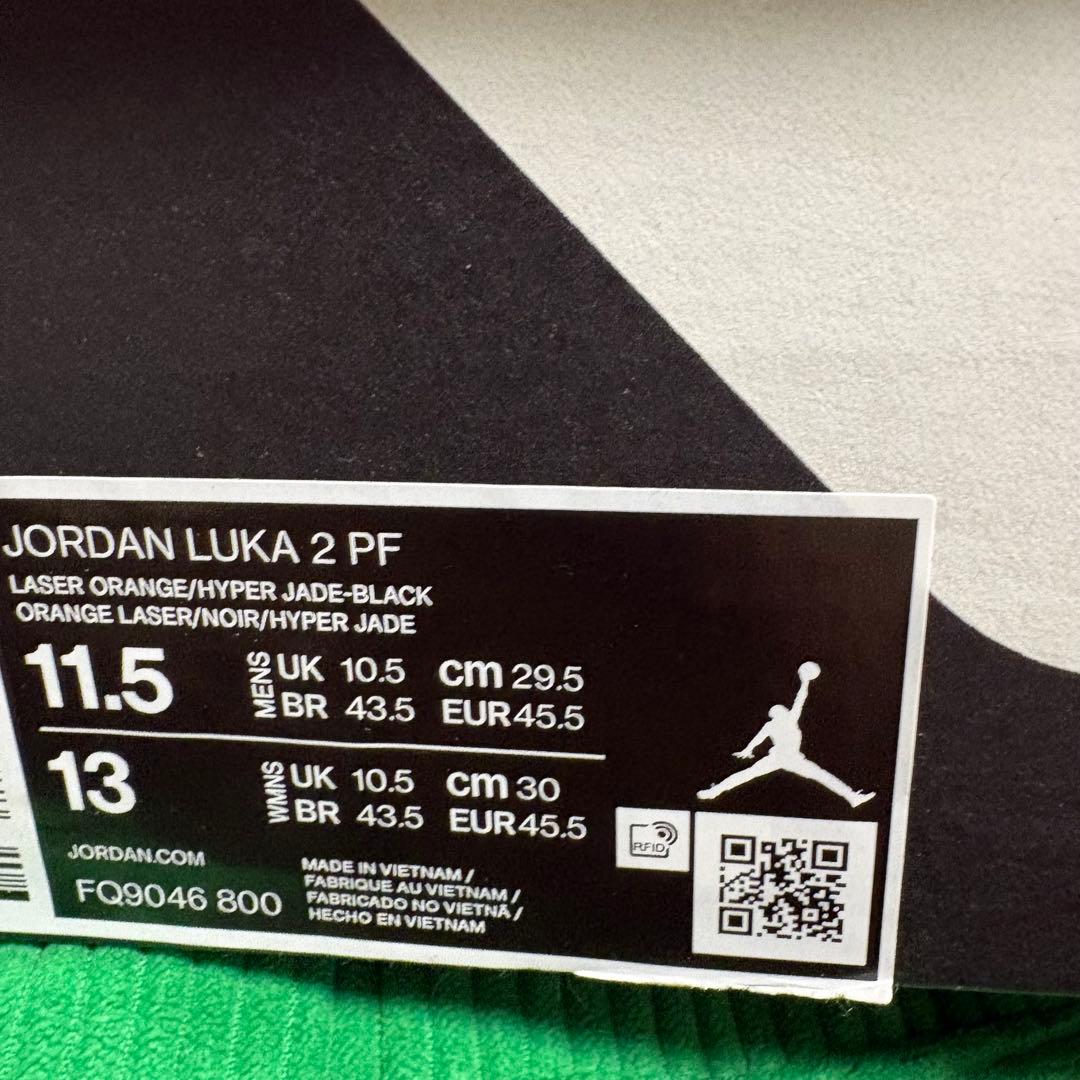 JORDAN LUKA 2 PF
LASER ORANGE/HYPER JADE-BLACK
ORANGE LASER/NOIR/HYPER JADE
11.5 MENS UK 10.5 cm 29.5
BR 43.5 EUR 45.5
13 WMNS UK 10.5 cm 30
BR 43.5 EUR 45.5
JORDAN.COM
FQ9046 800
MADE IN VIETNAM /
FABRIQUE AU VIETNAM /
FABRICADO NO VIETNÃ /
HECHO EN VIETNAM
RFID